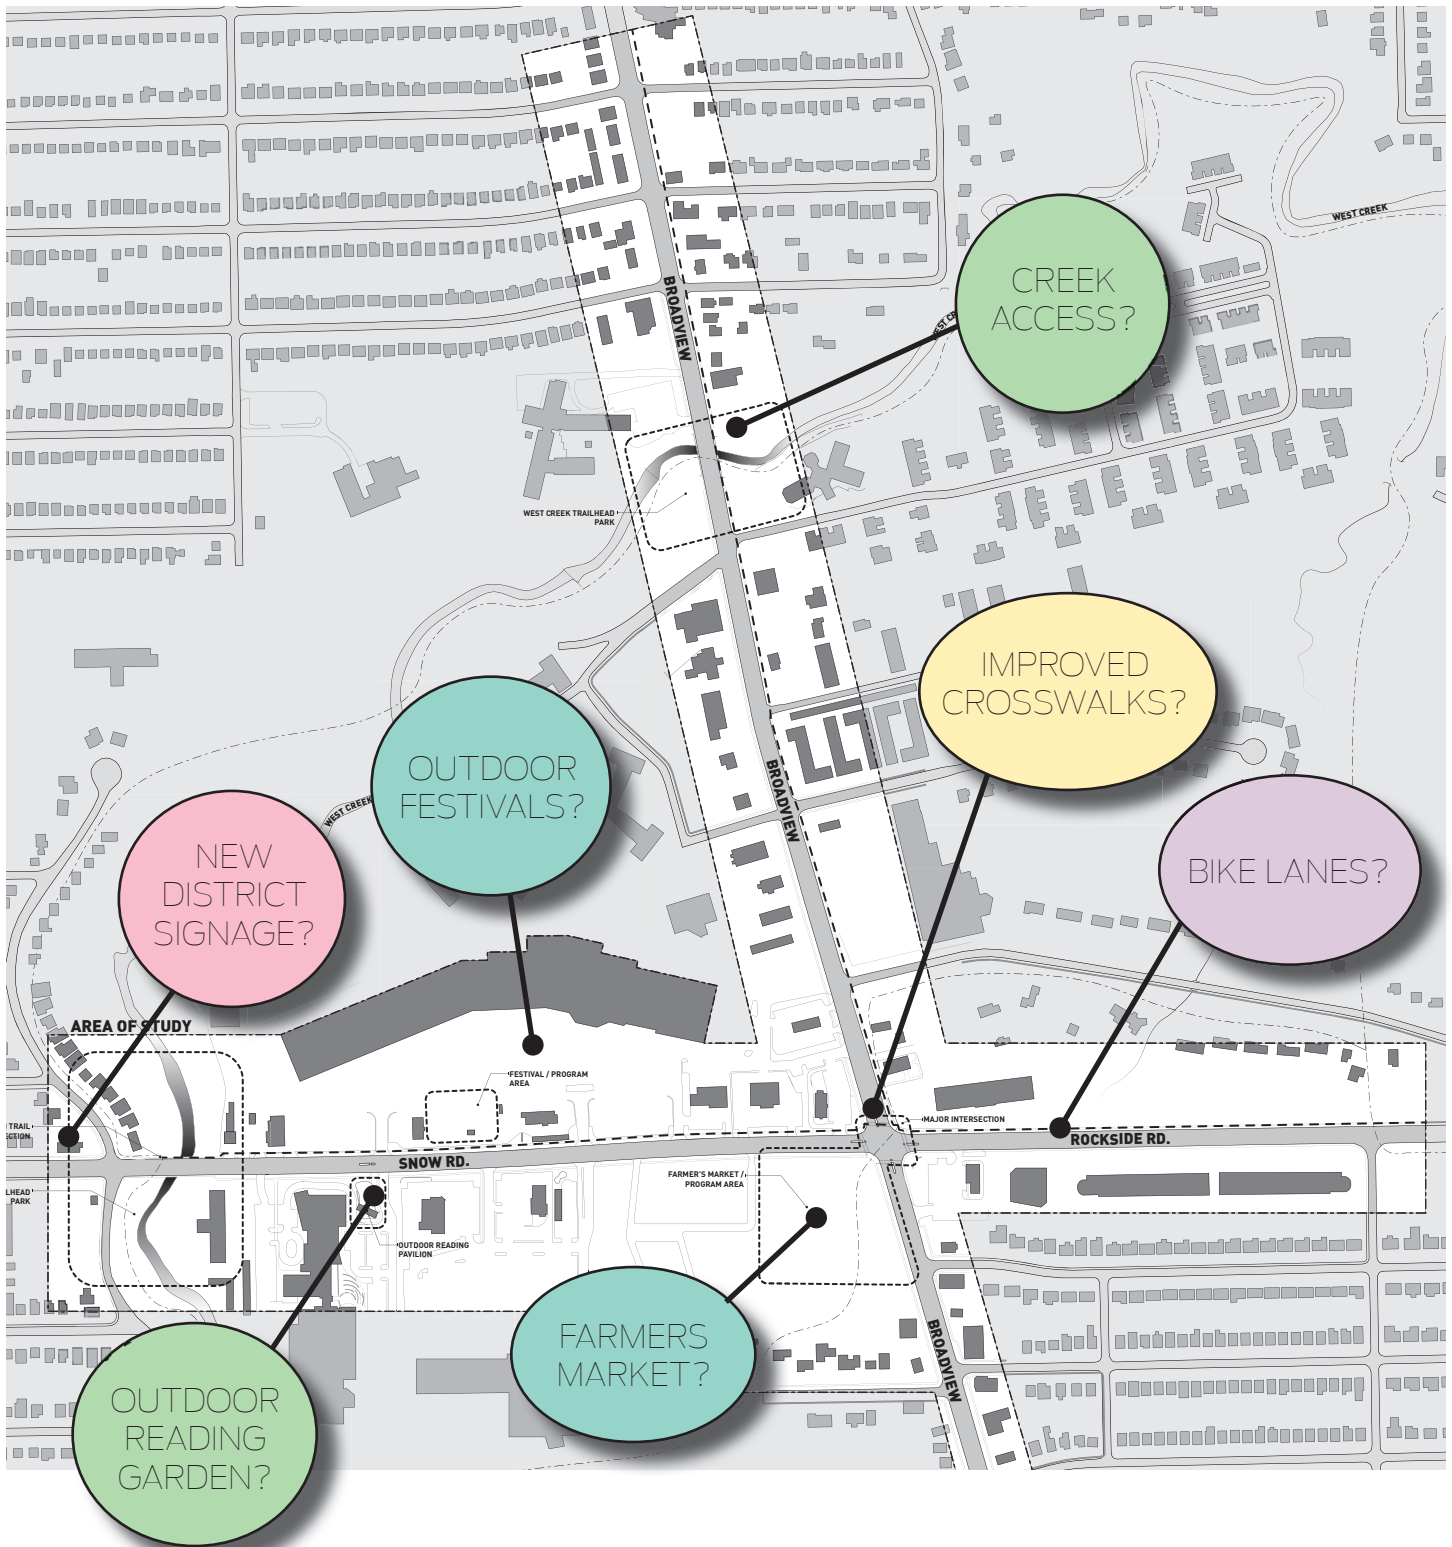 WEST CREEK
CREEK
ACCESS?
BROADVIEW
WEST CREEK TRAILHEAD
PARK
IMPROVED
CROSSWALKS?
OUTDOOR
FESTIVALS?
BROADVIEW
WEST CREEK
NEW
DISTRICT
SIGNAGE?
BIKE LANES?
AREA OF STUDY
FESTIVAL / PROGRAM
AREA
MAJOR INTERSECTION
TRAIL
ROCKSIDE RD.
SNOW RD.
FARMER'S MARKET /
PROGRAM AREA
PARK
OUTDOOR READING
PAVILION
FARMERS
MARKET?
BROADVIEW
OUTDOOR
READING
GARDEN?